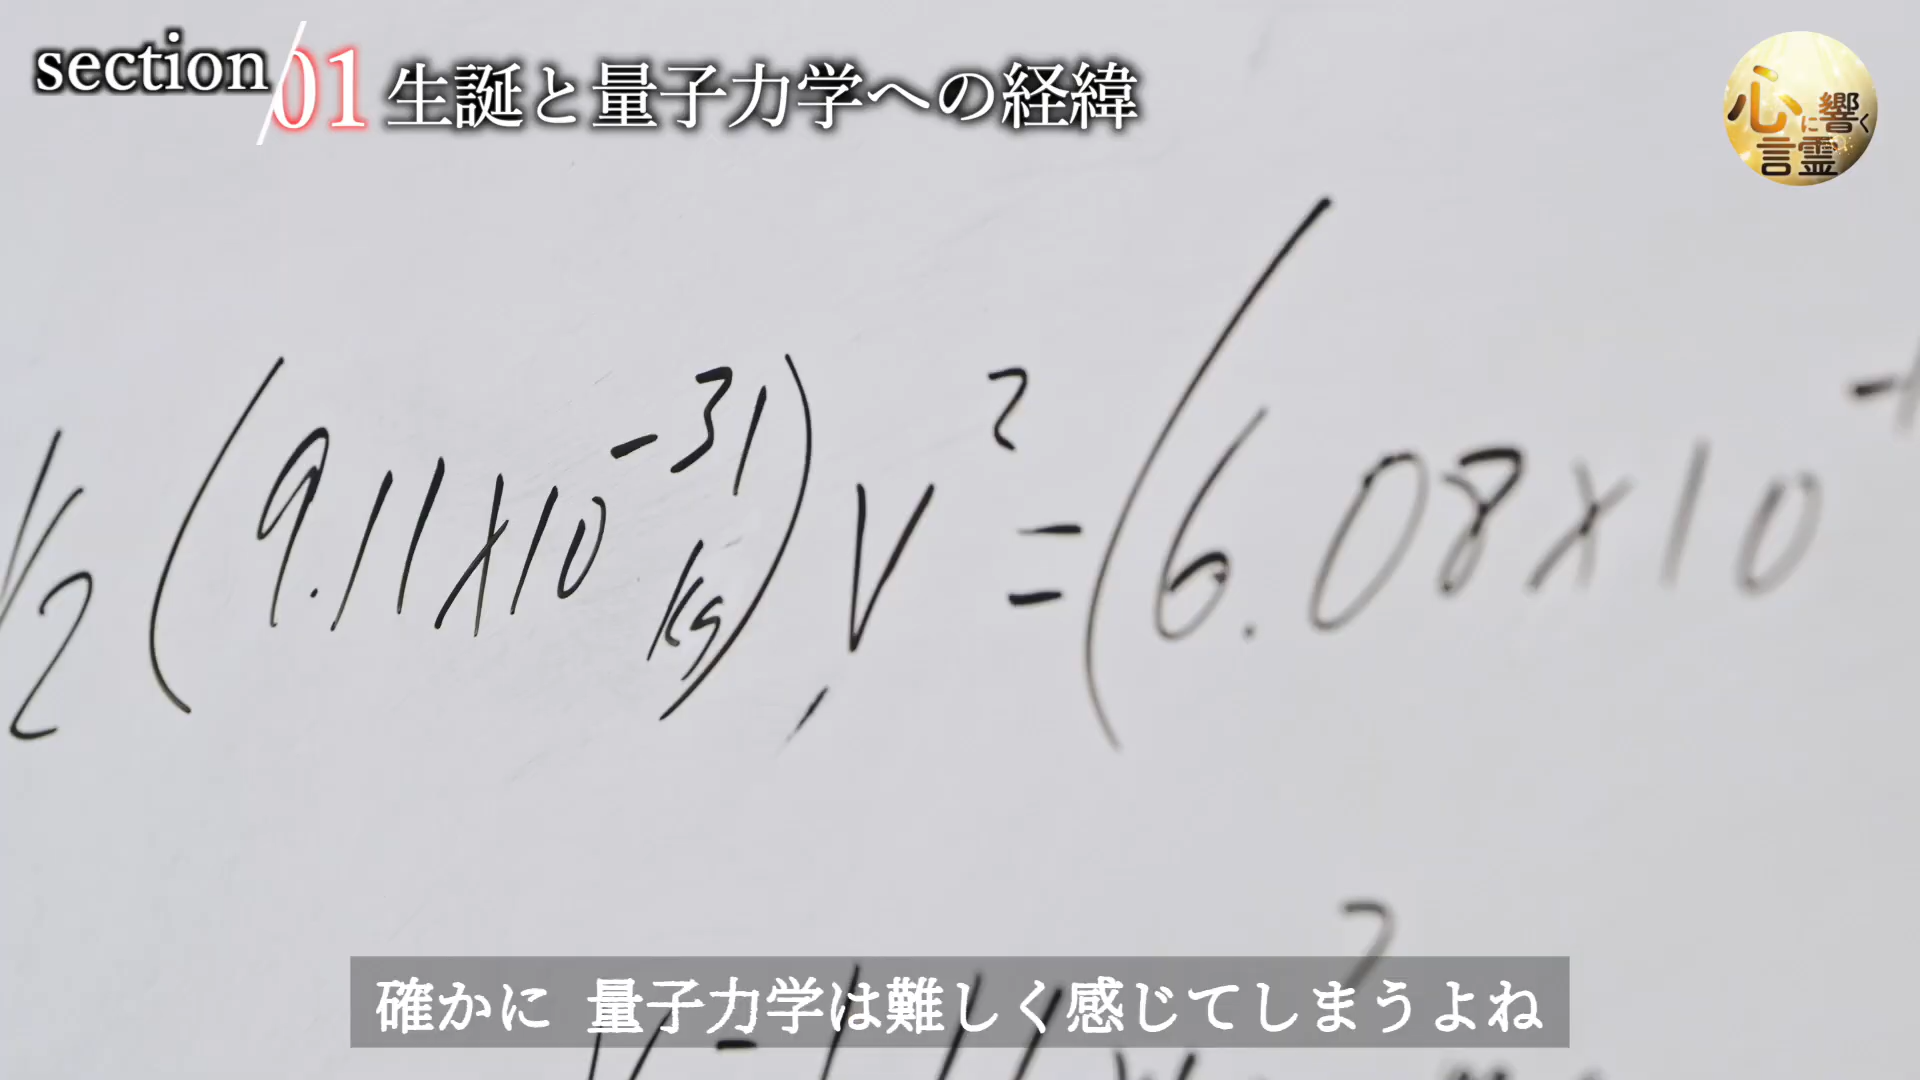 section 01 生誕と量子力学への経緯
心に響く
言霊
1/2 (9.11×10⁻³¹ kg) V² = (6.08×10
確かに 量子力学は難しく感じてしまうよね